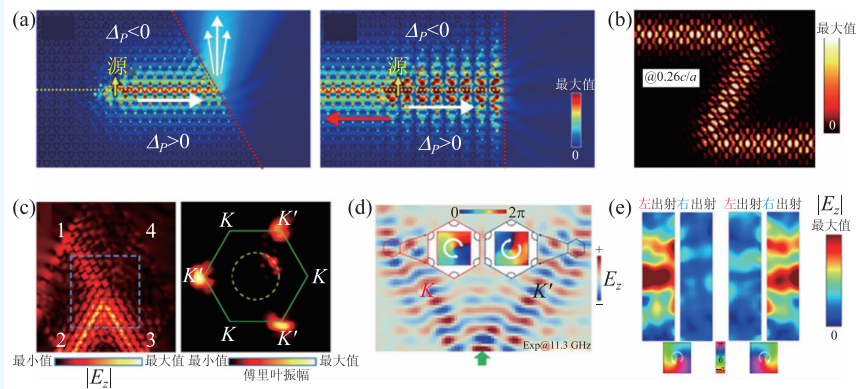 (a)
Δ_P<0
源
Δ_P>0
Δ_P<0
源
Δ_P>0
最大值
0
(b)
@0.26c/a
最大值
0
(c)
1
4
2
3
最小值
最大值
|E_z|
K
K′
K′
K
K
K′
最小值
最大值
傅里叶振幅
(d)
0
2π
K
K′
+
E_z
−
Exp@11.3 GHz
(e)
左出射 右出射 左出射 右出射
|E_z|
最大值
0